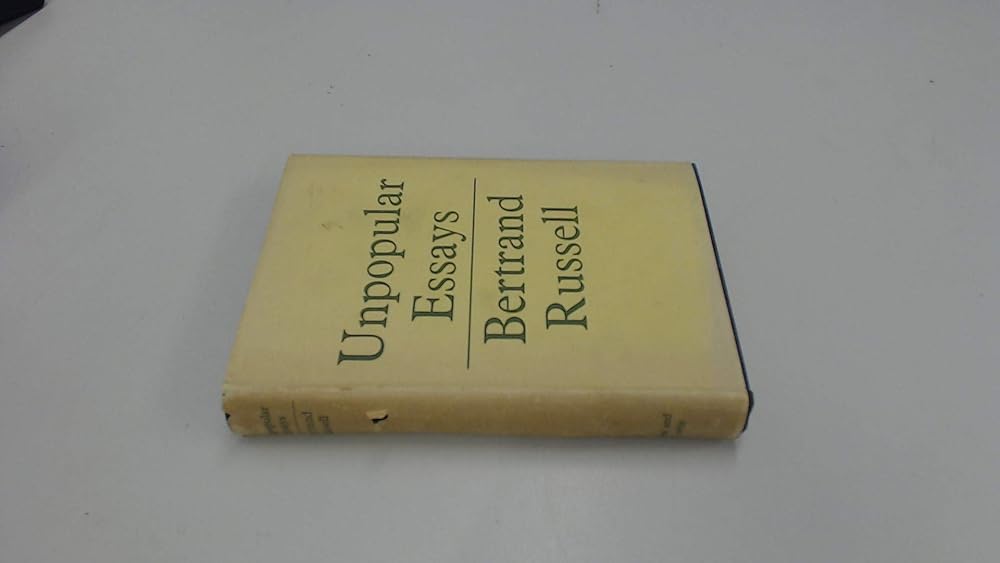 Unpopular
Essays
Bertrand
Russell